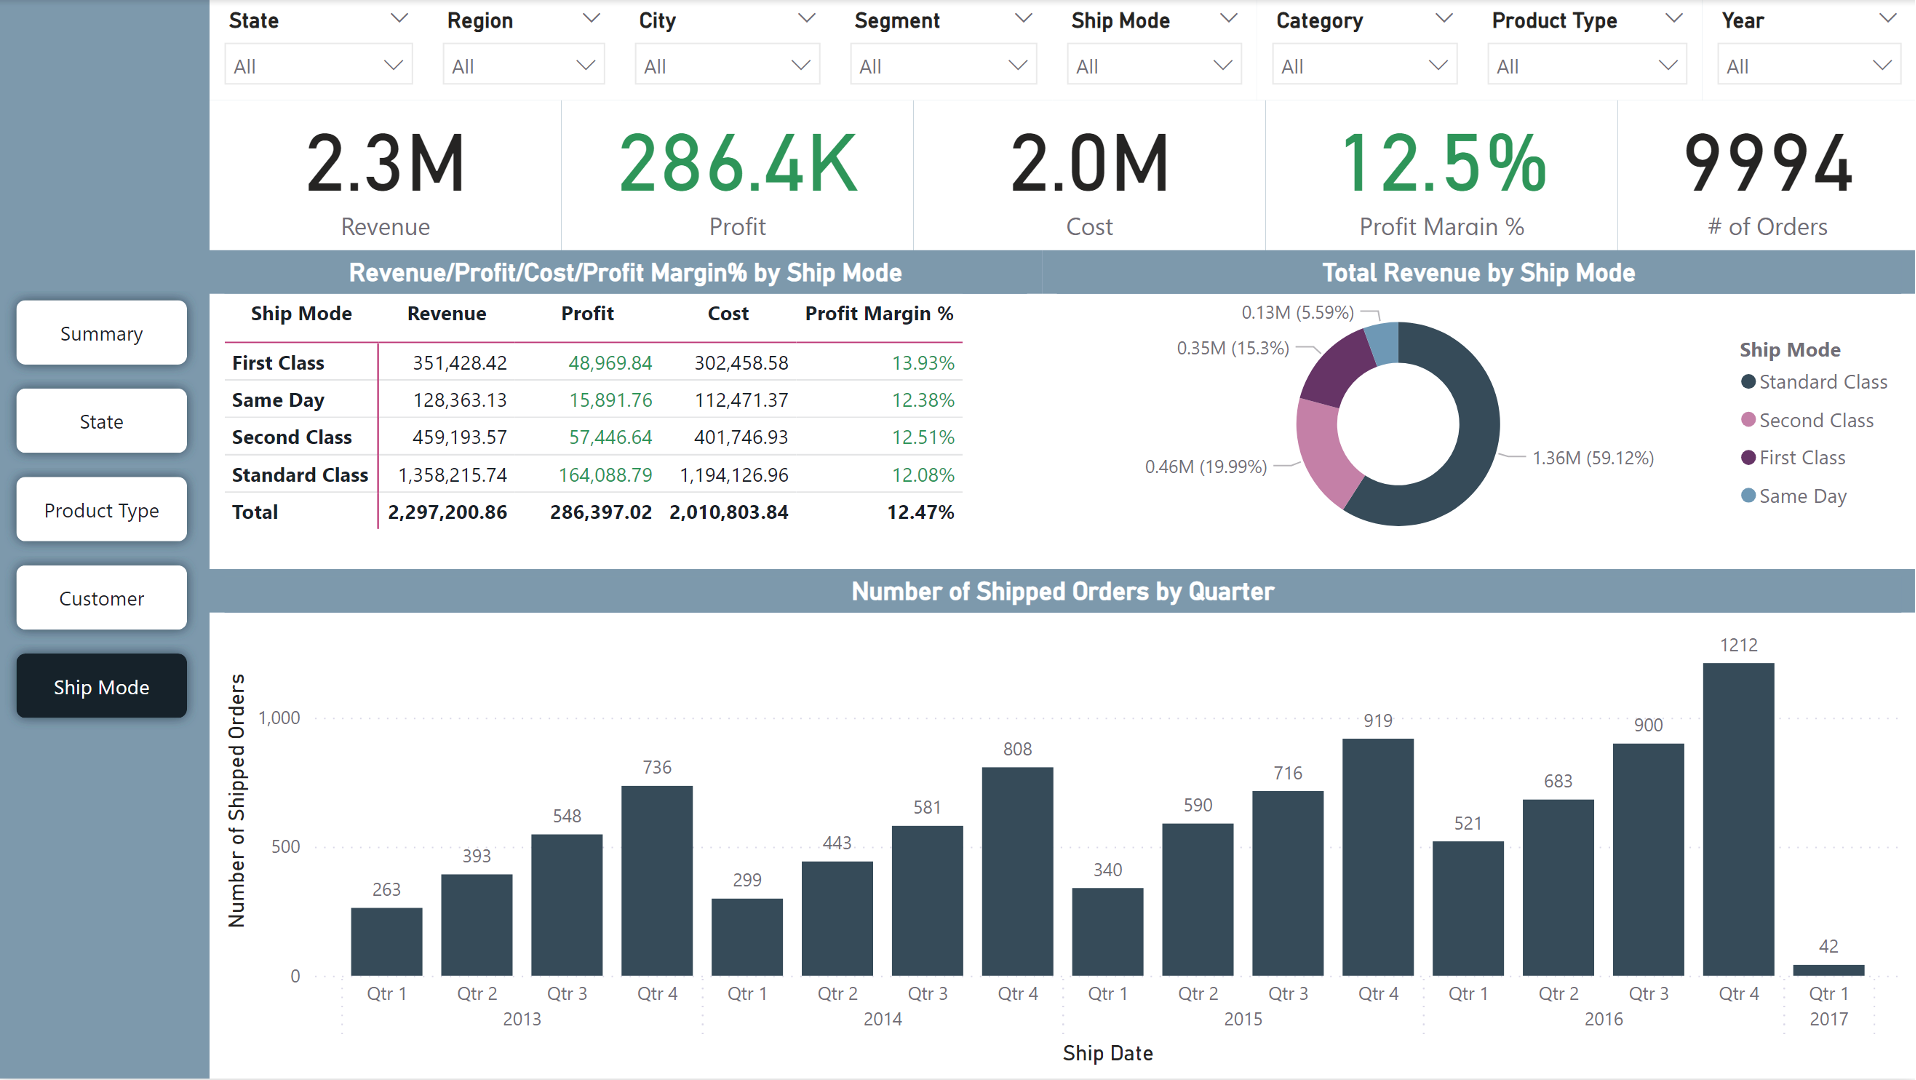 State Region City Segment Ship Mode Category Product Type Year
All All All All All All All All
2.3M 286.4K 2.0M 12.5% 9994
Revenue Profit Cost Profit Margin % # of Orders
Revenue/Profit/Cost/Profit Margin% by Ship Mode
Ship Mode Revenue Profit Cost Profit Margin %
First Class 351,428.42 48,969.84 302,458.58 13.93%
Same Day 128,363.13 15,891.76 112,471.37 12.38%
Second Class 459,193.57 57,446.64 401,746.93 12.51%
Standard Class 1,358,215.74 164,088.79 1,194,126.96 12.08%
Total 2,297,200.86 286,397.02 2,010,803.84 12.47%
Total Revenue by Ship Mode
0.13M (5.59%)
0.35M (15.3%)
0.46M (19.99%)
1.36M (59.12%)
Ship Mode
Standard Class
Second Class
First Class
Same Day
Summary
State
Product Type
Customer
Ship Mode
Number of Shipped Orders by Quarter
Number of Shipped Orders
1,000
500
0
263 393 548 736 299 443 581 808 340 590 716 919 521 683 900 1212 42
Qtr 1 Qtr 2 Qtr 3 Qtr 4 Qtr 1 Qtr 2 Qtr 3 Qtr 4 Qtr 1 Qtr 2 Qtr 3 Qtr 4 Qtr 1 Qtr 2 Qtr 3 Qtr 4 Qtr 1
2013 2014 2015 2016 2017
Ship Date